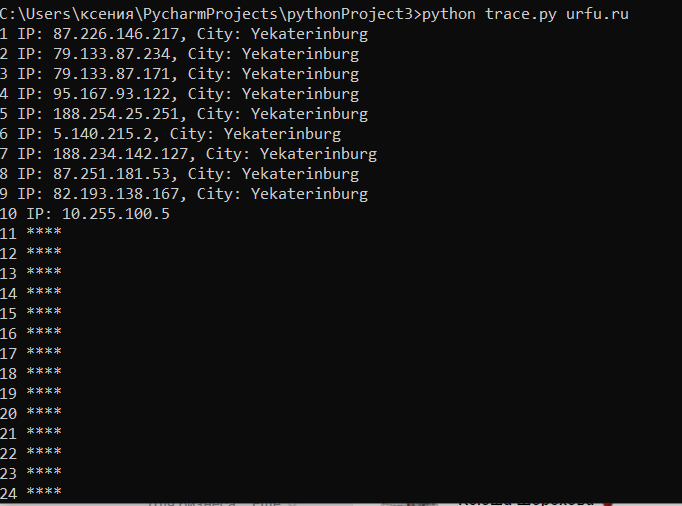 C:\Users\ксения\PycharmProjects\pythonProject3>python trace.py urfu.ru
1 IP: 87.226.146.217, City: Yekaterinburg
2 IP: 79.133.87.234, City: Yekaterinburg
3 IP: 79.133.87.171, City: Yekaterinburg
4 IP: 95.167.93.122, City: Yekaterinburg
5 IP: 188.254.25.251, City: Yekaterinburg
6 IP: 5.140.215.2, City: Yekaterinburg
7 IP: 188.234.142.127, City: Yekaterinburg
8 IP: 87.251.181.53, City: Yekaterinburg
9 IP: 82.193.138.167, City: Yekaterinburg
10 IP: 10.255.100.5
11 ****
12 ****
13 ****
14 ****
15 ****
16 ****
17 ****
18 ****
19 ****
20 ****
21 ****
22 ****
23 ****
24 ****